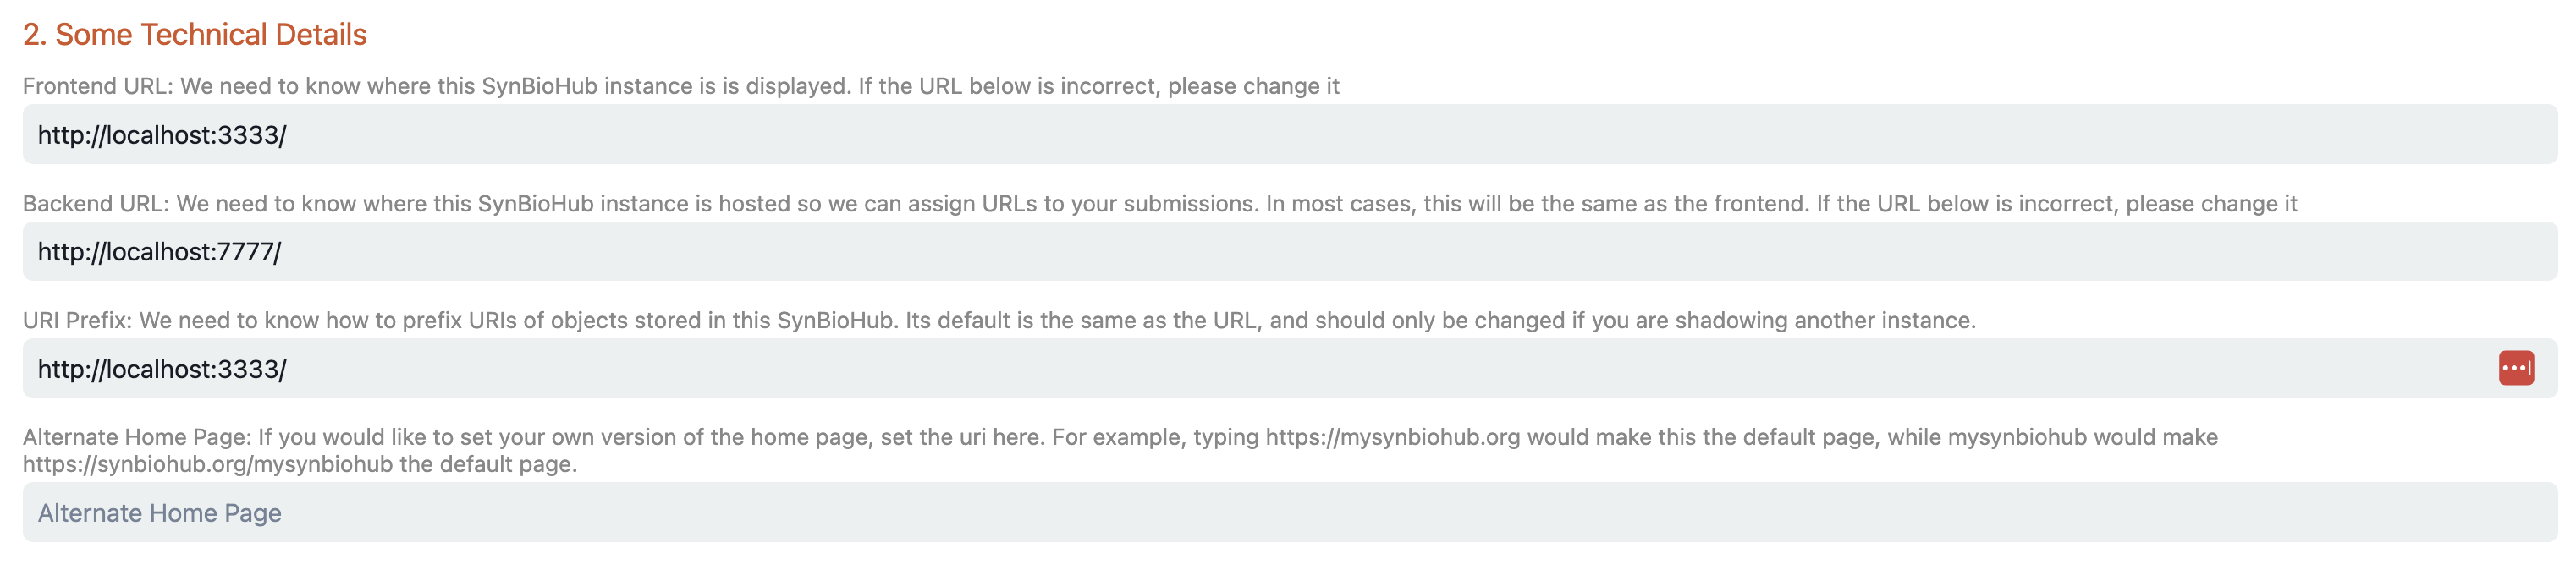 2. Some Technical Details
Frontend URL: We need to know where this SynBioHub instance is is displayed. If the URL below is incorrect, please change it
http://localhost:3333/
Backend URL: We need to know where this SynBioHub instance is hosted so we can assign URLs to your submissions. In most cases, this will be the same as the frontend. If the URL below is incorrect, please change it
http://localhost:7777/
URI Prefix: We need to know how to prefix URIs of objects stored in this SynBioHub. Its default is the same as the URL, and should only be changed if you are shadowing another instance.
http://localhost:3333/
Alternate Home Page: If you would like to set your own version of the home page, set the uri here. For example, typing https://mysynbiohub.org would make this the default page, while mysynbiohub would make
https://synbiohub.org/mysynbiohub the default page.
Alternate Home Page